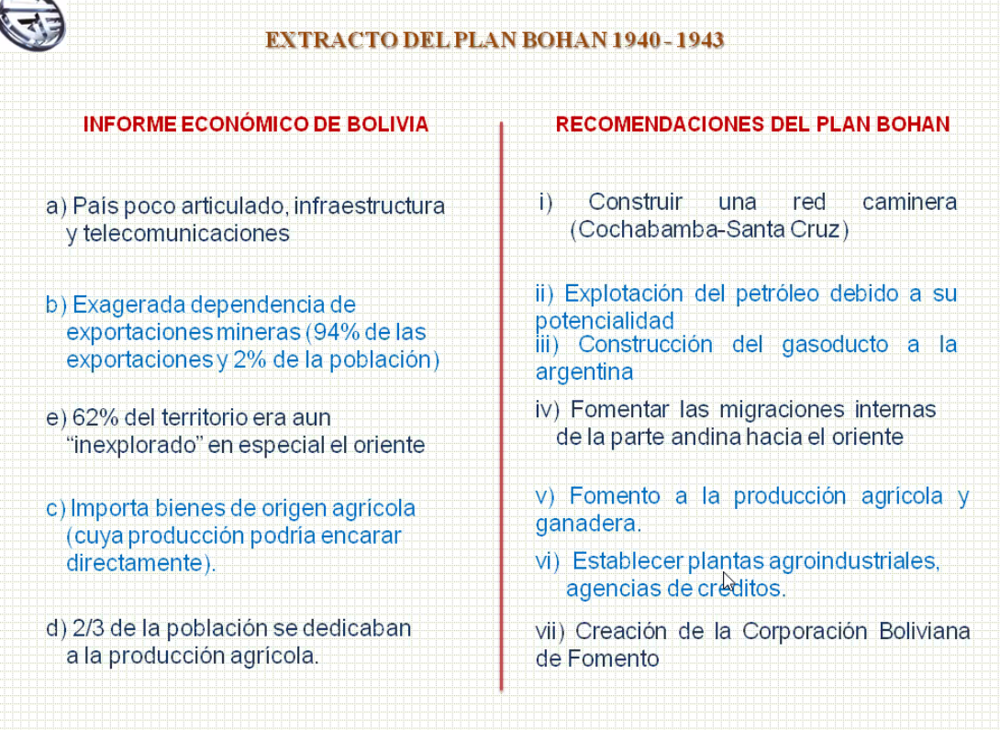 EXTRACTO DEL PLAN BOHAN 1940 - 1943
INFORME ECONÓMICO DE BOLIVIA
a) País poco articulado, infraestructura
y telecomunicaciones
b) Exagerada dependencia de
exportaciones mineras (94% de las
exportaciones y 2% de la población)
e) 62% del territorio era aun
“inexplorado” en especial el oriente
c) Importa bienes de origen agrícola
(cuya producción podría encarar
directamente).
d) 2/3 de la población se dedicaban
a la producción agrícola.
RECOMENDACIONES DEL PLAN BOHAN
i) Construir una red caminera
(Cochabamba-Santa Cruz)
ii) Explotación del petróleo debido a su
potencialidad
iii) Construcción del gasoducto a la
argentina
iv) Fomentar las migraciones internas
de la parte andina hacia el oriente
v) Fomento a la producción agrícola y
ganadera.
vi) Establecer plantas agroindustriales,
agencias de créditos.
vii) Creación de la Corporación Boliviana
de Fomento